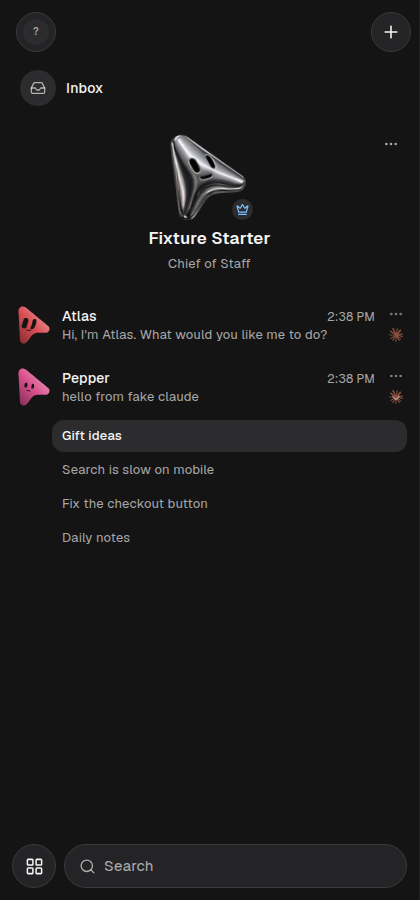 ?
Inbox
Fixture Starter
Chief of Staff
Atlas 2:38 PM
Hi, I'm Atlas. What would you like me to do?
Pepper 2:38 PM
hello from fake claude
Gift ideas
Search is slow on mobile
Fix the checkout button
Daily notes
Search